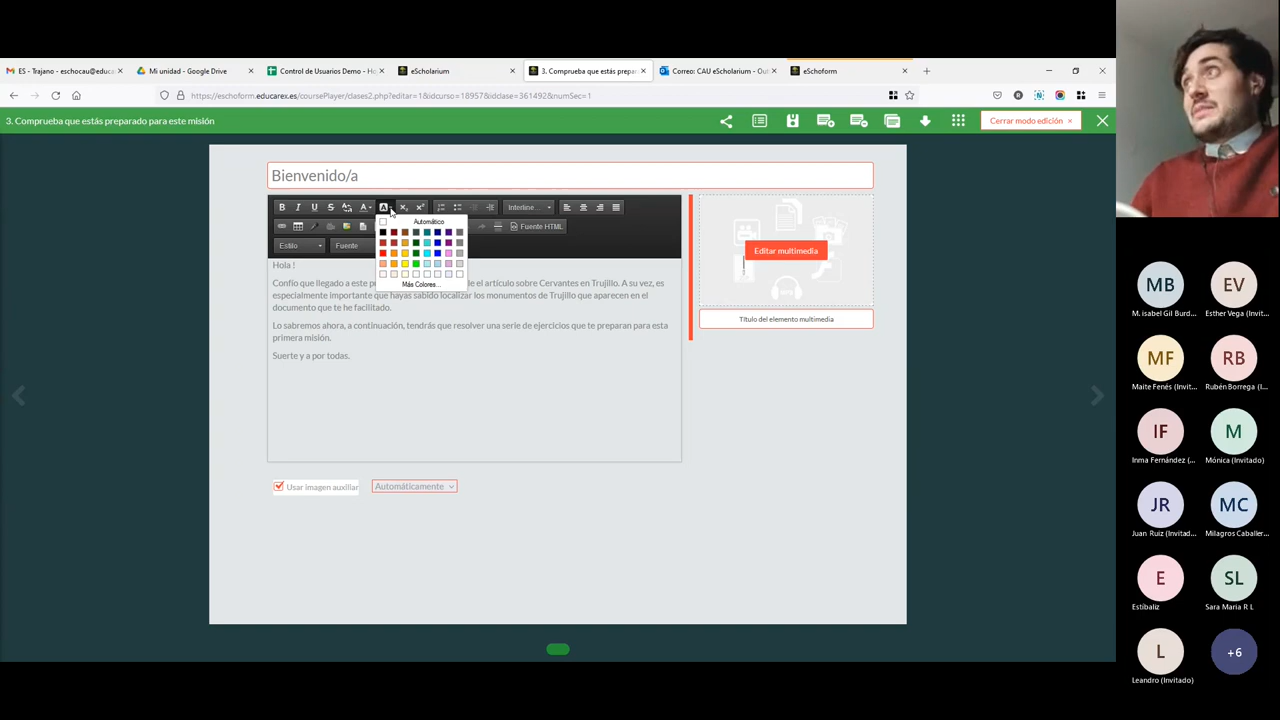 ES - Trajano - eschocau@educa
Mi unidad - Google Drive
Control de Usuarios Demo - Ho
eScholarium
3. Comprueba que estás prepar
Correo: CAU eScholarium - Out
eSchoform
https://eschoform.educarex.es/coursePlayer/clases2.php?editar=1&idcurso=18957&idclase=361492&numSec=1
3. Comprueba que estás preparado para este misión
Cerrar modo edición ×
Bienvenido/a
Interline...
Fuente HTML
Estilo
Fuente
Automático
Más Colores...
Hola !
Confío que llegado a este pu
de el artículo sobre Cervantes en Trujillo. A su vez, es
especialmente importante que hayas sabido localizar los monumentos de Trujillo que aparecen en el
documento que te he facilitado.
Lo sabremos ahora, a continuación, tendrás que resolver una serie de ejercicios que te preparan para esta
primera misión.
Suerte y a por todas.
Editar multimedia
Título del elemento multimedia
Usar imagen auxiliar
Automáticamente
MB
EV
M. isabel Gil Burd...
Esther Vega (Invit...
MF
RB
Maite Fenés (Invit...
Rubén Borrega (I...
IF
M
Inma Fernández (...
Mónica (Invitado)
JR
MC
Juan Ruiz (Invitad...
Milagros Caballer...
E
SL
Estíbaliz
Sara Maria R L
L
+6
Leandro (Invitado)